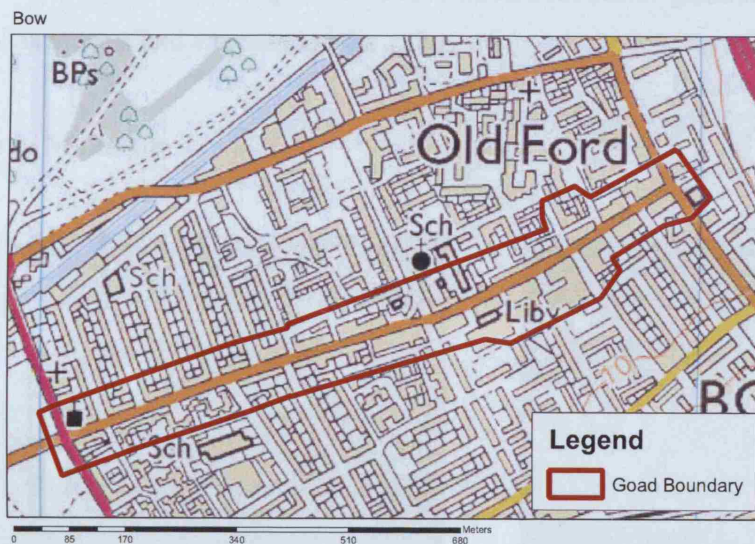 Bow
BPs
do
Old Ford
Sch
Sch
Liby
10
Sch
BO
Legend
Goad Boundary
Meters
0 85 170 340 510 680